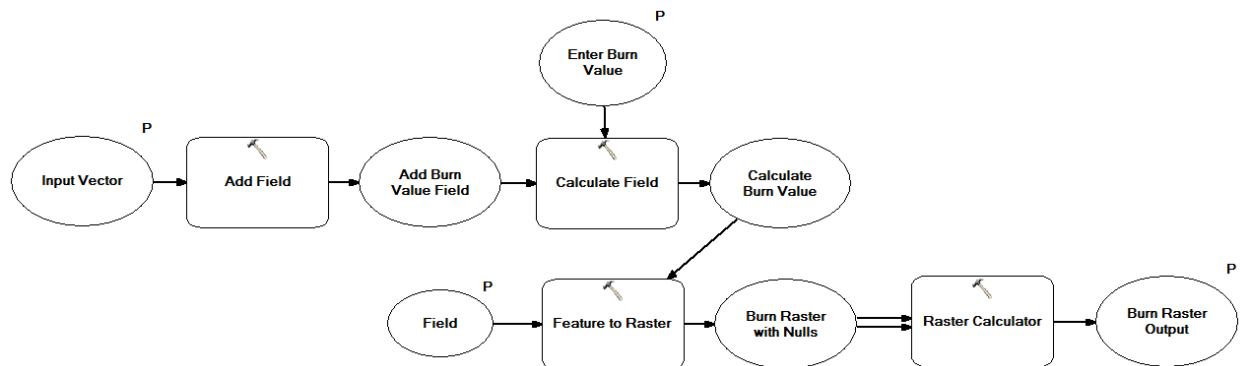 P
Enter Burn
Value
P
Input Vector
Add Field
Add Burn
Value Field
Calculate Field
Calculate
Burn Value
P
Field
Feature to Raster
Burn Raster
with Nulls
Raster Calculator
P
Burn Raster
Output